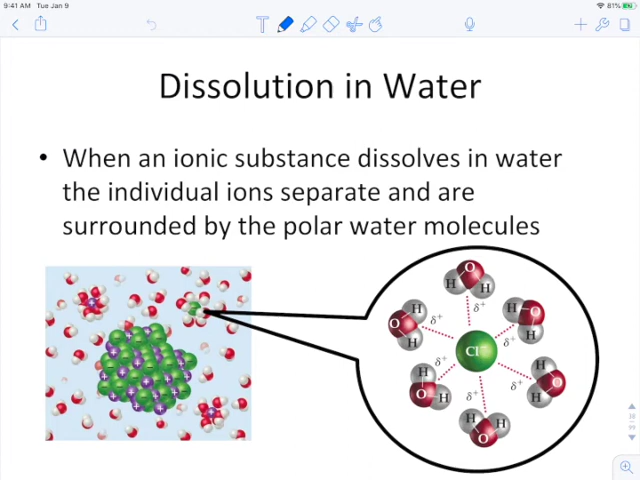 9:41 AM Tue Jan 9
81%
T
Dissolution in Water
• When an ionic substance dissolves in water
the individual ions separate and are
surrounded by the polar water molecules
O
H H
δ+
H O
H
δ+
H
O
H
δ+
Cl⁻
δ+
H
O H
δ+
H
O
H
δ+
H H
O